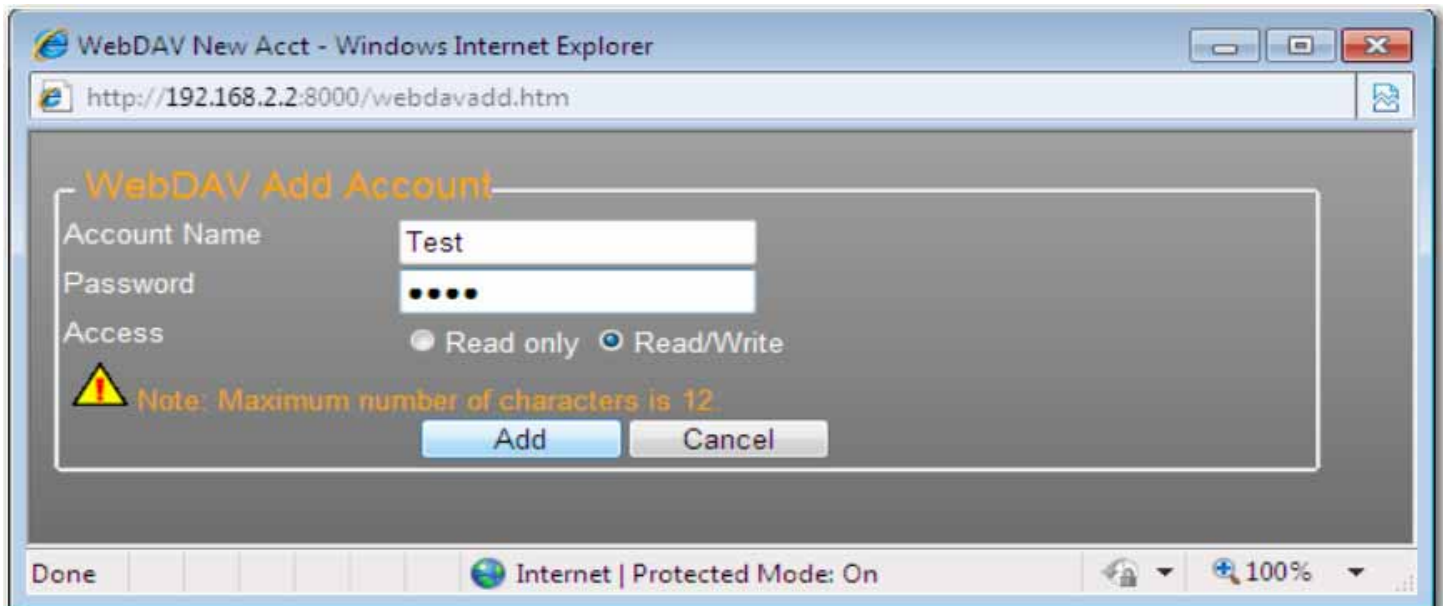 WebDAV New Acct - Windows Internet Explorer
http://192.168.2.2:8000/webdavadd.htm
WebDAV Add Account
Account Name Test
Password ••••
Access Read only Read/Write
Note: Maximum number of characters is 12.
Add Cancel
Done Internet | Protected Mode: On 100%